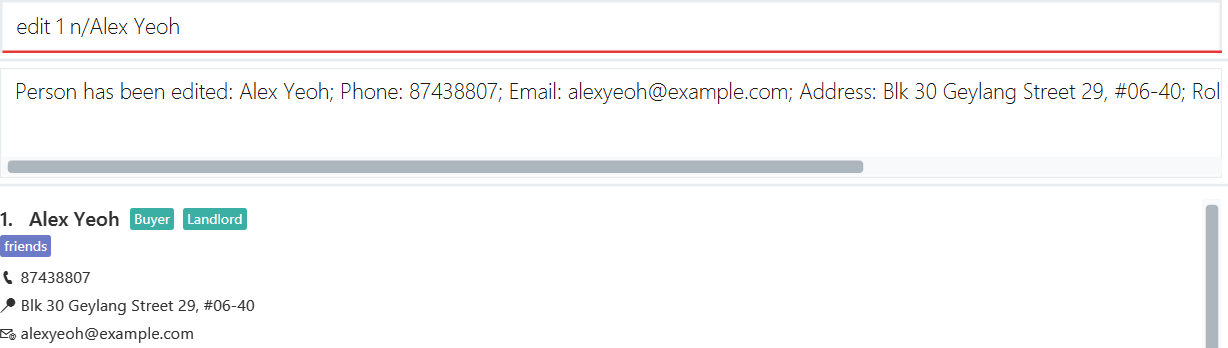 edit 1 n/Alex Yeoh
Person has been edited: Alex Yeoh; Phone: 87438807; Email: alexyeoh@example.com; Address: Blk 30 Geylang Street 29, #06-40; Rol
1. Alex Yeoh Buyer Landlord
friends
87438807
Blk 30 Geylang Street 29, #06-40
alexyeoh@example.com